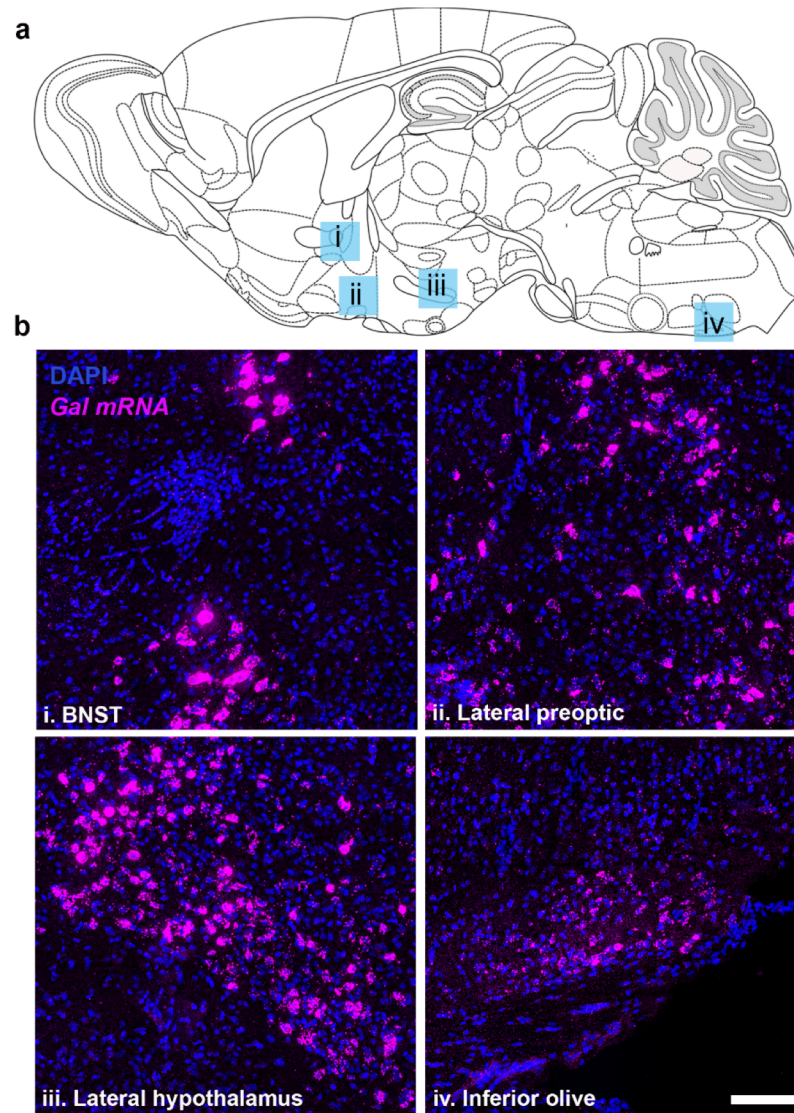 a
i
ii
iii
iv
b
DAPI
Gal mRNA
i. BNST
ii. Lateral preoptic
iii. Lateral hypothalamus
iv. Inferior olive